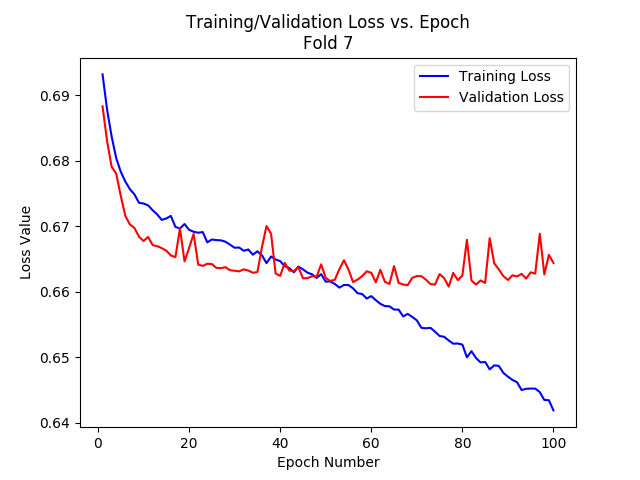 Training/Validation Loss vs. Epoch
Fold 7
Training Loss
Validation Loss
Loss Value
0.69
0.68
0.67
0.66
0.65
0.64
0
20
40
60
80
100
Epoch Number